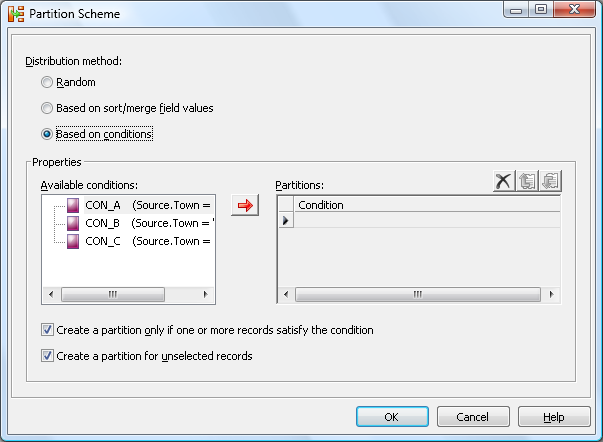 Partition Scheme
Distribution method:
Random
Based on sort/merge field values
Based on conditions
Properties
Available conditions:
Partitions:
CON_A (Source.Town =
CON_B (Source.Town = '
CON_C (Source.Town =
Condition
Create a partition only if one or more records satisfy the condition
Create a partition for unselected records
OK
Cancel
Help